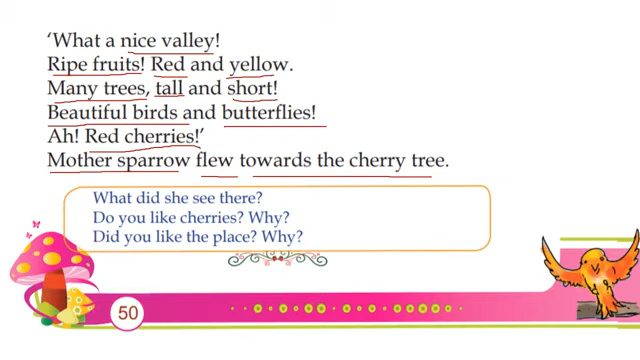 ‘What a nice valley!
Ripe fruits! Red and yellow.
Many trees, tall and short!
Beautiful birds and butterflies!
Ah! Red cherries!’
Mother sparrow flew towards the cherry tree.
What did she see there?
Do you like cherries? Why?
Did you like the place? Why?
50